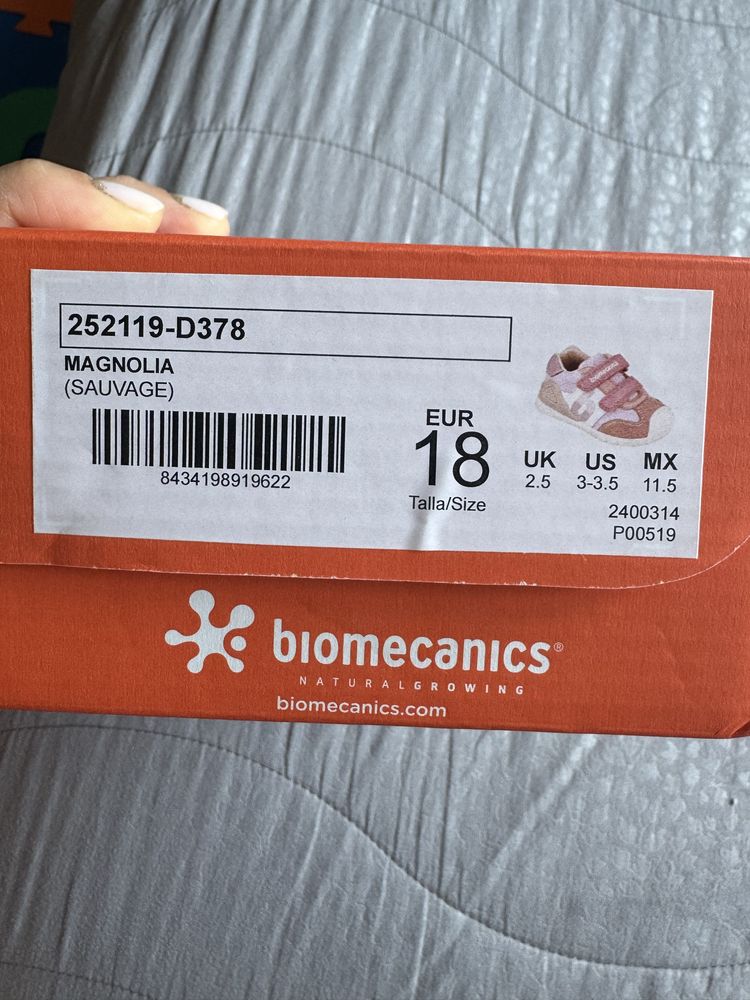 252119-D378
MAGNOLIA
(SAUVAGE)
8434198919622
EUR
18
Talla/Size
UK US MX
2.5 3-3.5 11.5
2400314
P00519
biomecanics
biomecanics®
NATURALGROWING
biomecanics.com